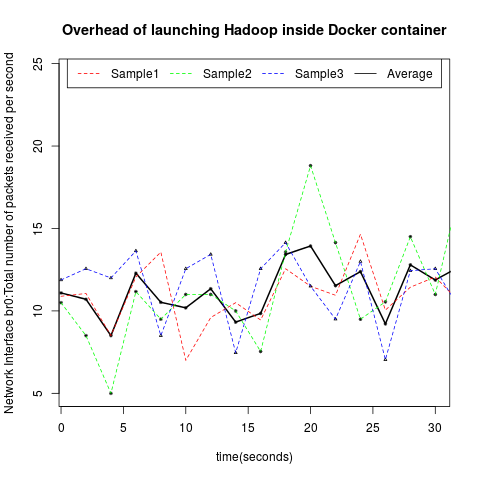 Overhead of launching Hadoop inside Docker container
Network Interface br0:Total number of packets received per second
Sample1 Sample2 Sample3 Average
25
20
15
10
5
0 5 10 15 20 25 30
time(seconds)